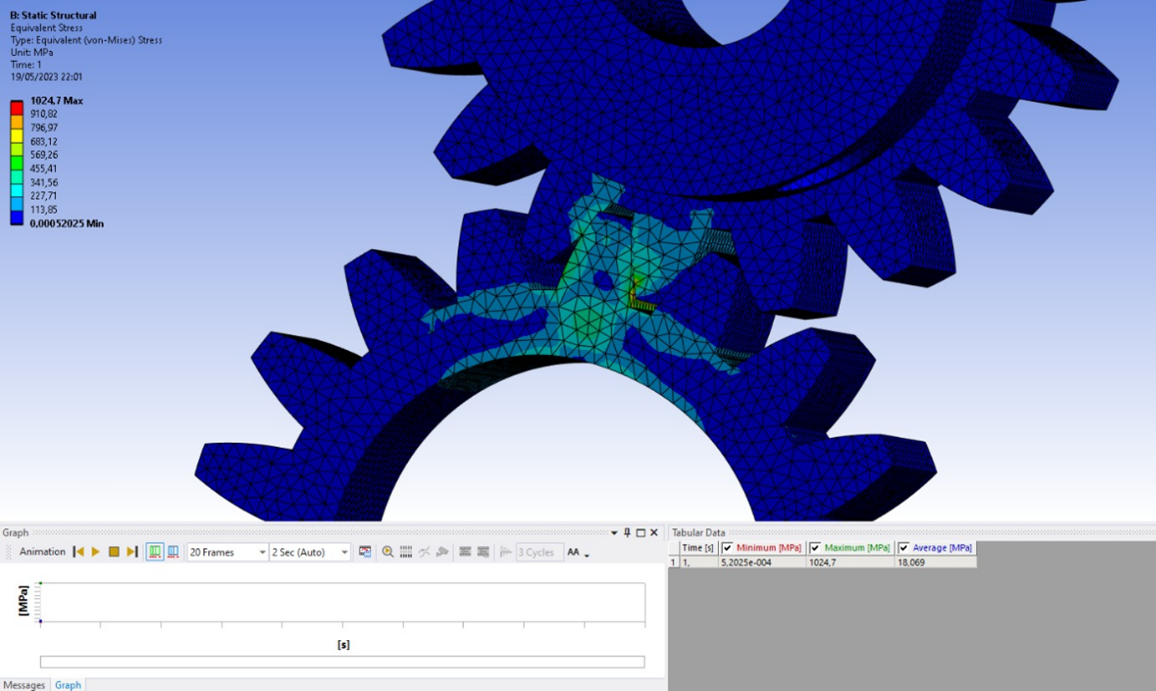 B: Static Structural
Equivalent Stress
Type: Equivalent (von-Mises) Stress
Unit: MPa
Time: 1
19/05/2023 22:01
1024,7 Max
910,82
796,97
683,12
569,26
455,41
341,56
227,71
113,85
0,00052025 Min
Graph
Animation 20 Frames 2 Sec (Auto) 3 Cycles AA
[MPa]
[s]
Messages Graph
Tabular Data
Time [s] Minimum [MPa] Maximum [MPa] Average [MPa]
1 1, 5,2025e-004 1024,7 18,069